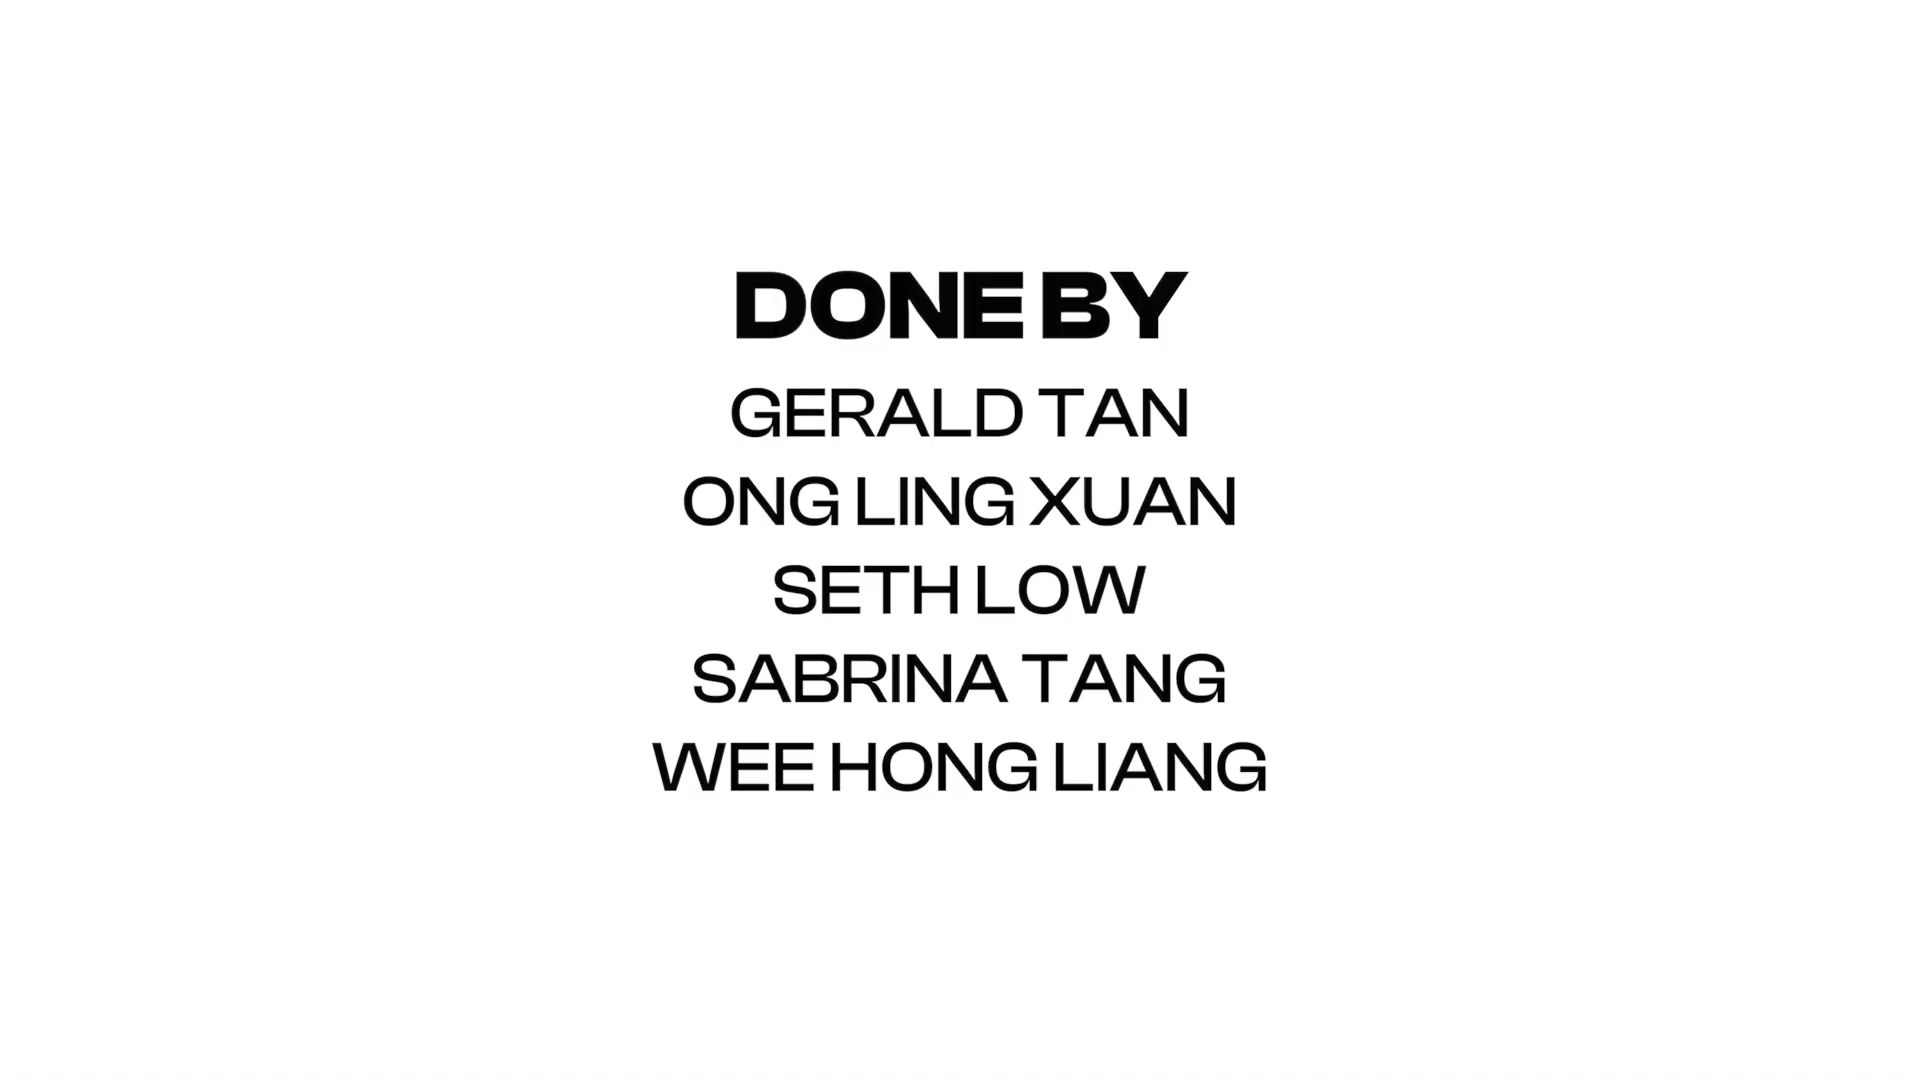 DONE BY
GERALD TAN
ONG LING XUAN
SETH LOW
SABRINA TANG
WEE HONG LIANG